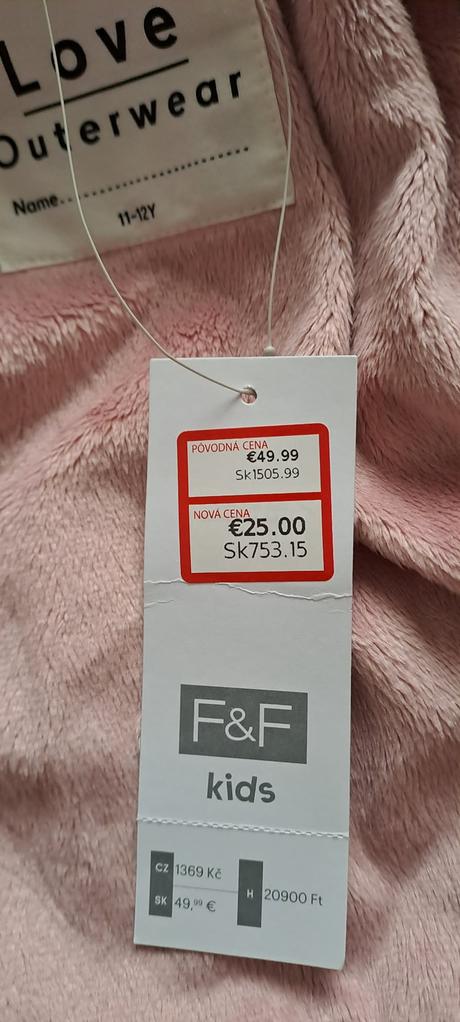 Love
Outerwear
Name....................
11-12Y
PÔVODNÁ CENA
€49.99
Sk1505.99
NOVÁ CENA
€25.00
Sk753.15
F&F
kids
CZ 1369 Kč
SK 49,99 €
H 20900 Ft